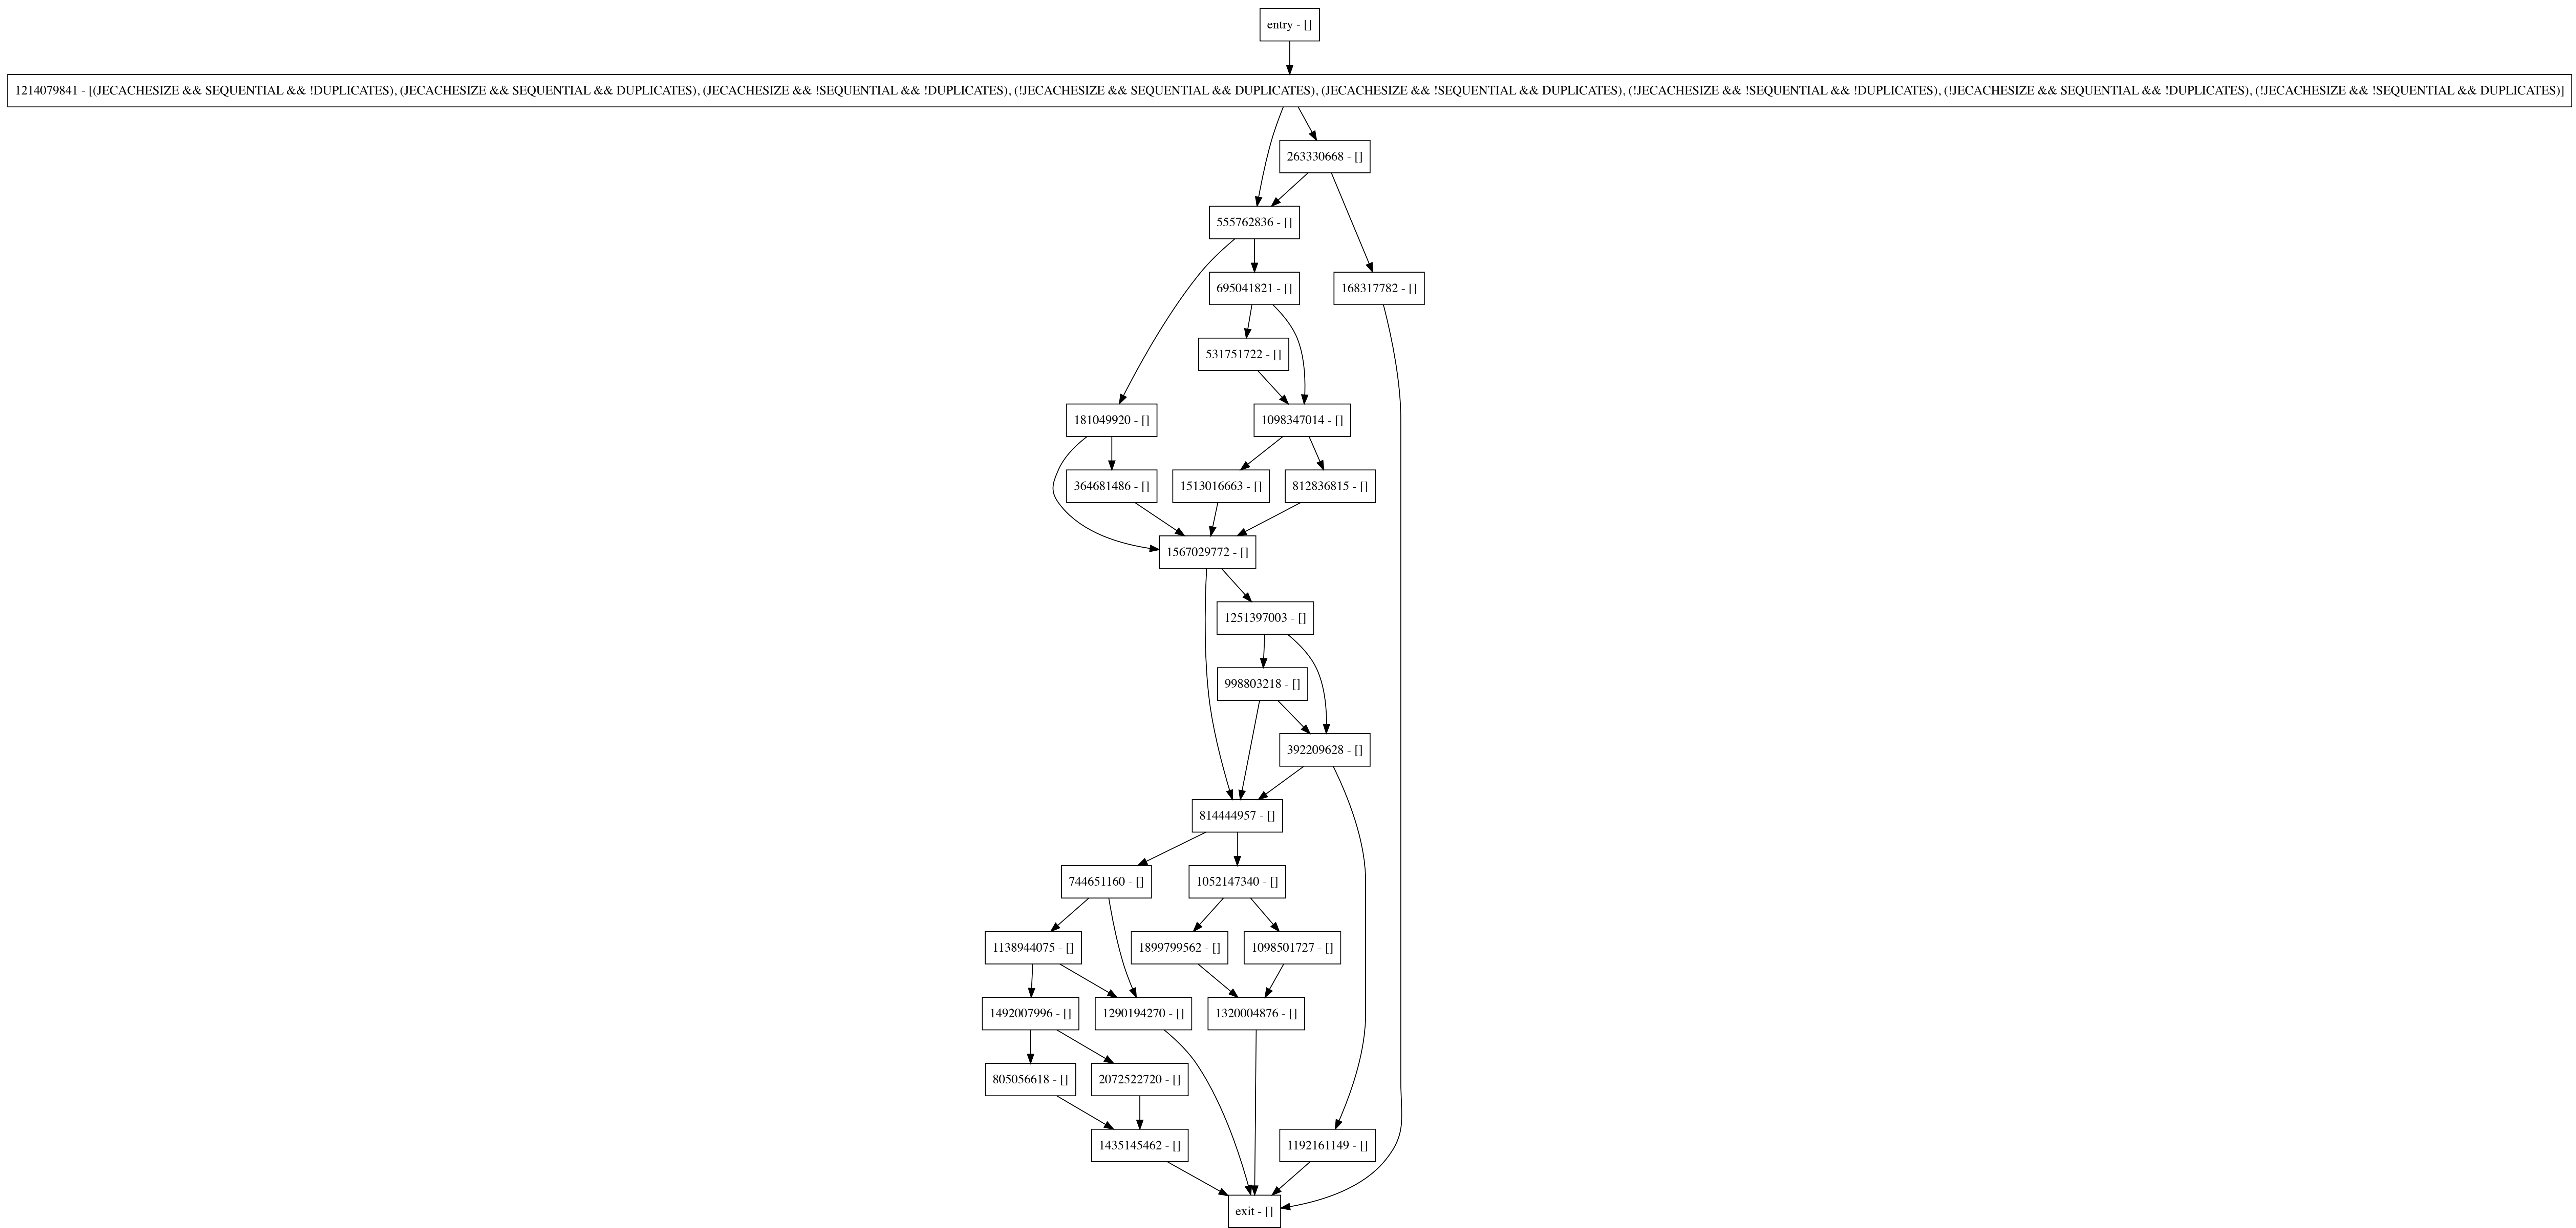 entry - []
1214079841 - [(JECACHESIZE && SEQUENTIAL && !DUPLICATES), (JECACHESIZE && SEQUENTIAL && DUPLICATES), (JECACHESIZE && !SEQUENTIAL && !DUPLICATES), (!JECACHESIZE && SEQUENTIAL && DUPLICATES), (JECACHESIZE && !SEQUENTIAL && DUPLICATES), (!JECACHESIZE && !SEQUENTIAL && !DUPLICATES), (!JECACHESIZE && SEQUENTIAL && !DUPLICATES), (!JECACHESIZE && !SEQUENTIAL && DUPLICATES)]
263330668 - []
555762836 - []
695041821 - []
168317782 - []
531751722 - []
181049920 - []
1098347014 - []
364681486 - []
1513016663 - []
812836815 - []
1567029772 - []
1251397003 - []
998803218 - []
392209628 - []
814444957 - []
744651160 - []
1052147340 - []
1138944075 - []
1899799562 - []
1098501727 - []
1492007996 - []
1290194270 - []
1320004876 - []
805056618 - []
2072522720 - []
1435145462 - []
1192161149 - []
exit - []